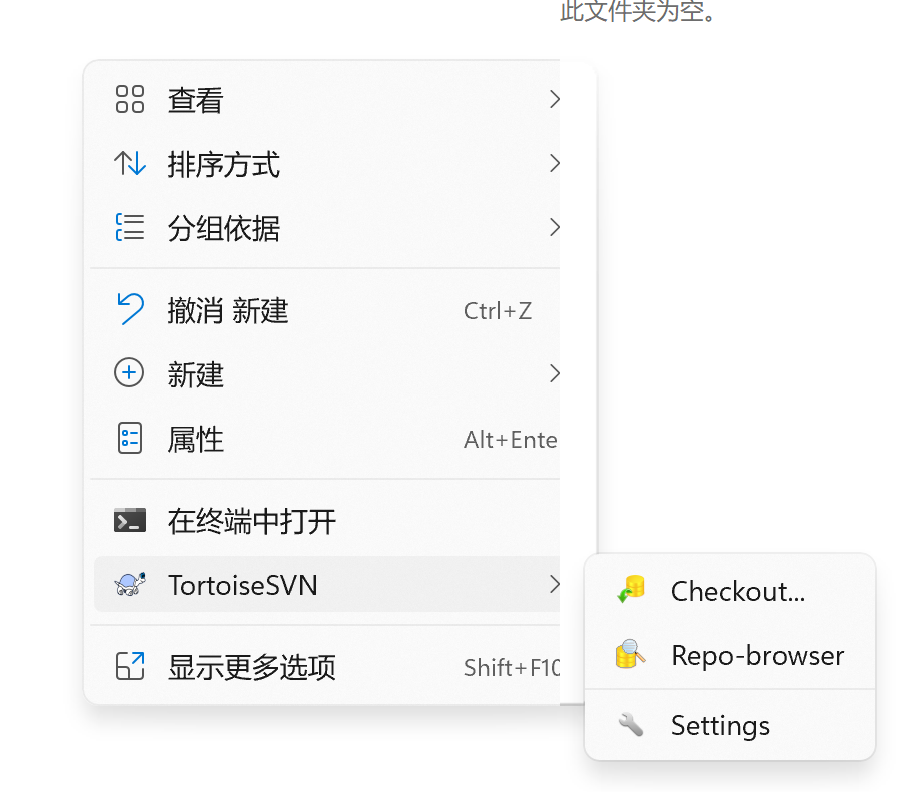 此文件夹为空。
查看
排序方式
分组依据
撤消 新建 Ctrl+Z
新建
属性 Alt+Ente
在终端中打开
TortoiseSVN
显示更多选项 Shift+F10
Checkout...
Repo-browser
Settings